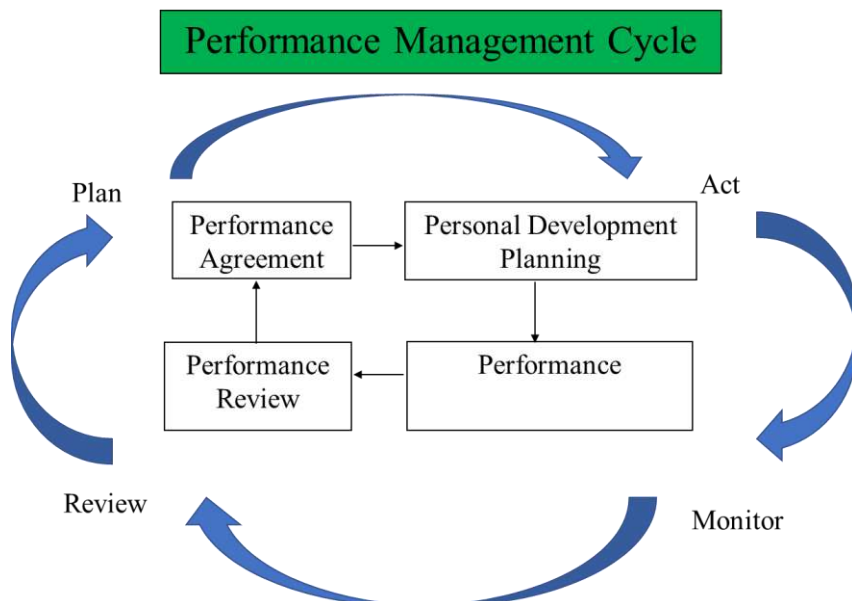 Performance Management Cycle
Plan
Act
Performance
Agreement
Personal Development
Planning
Performance
Review
Performance
Review
Monitor